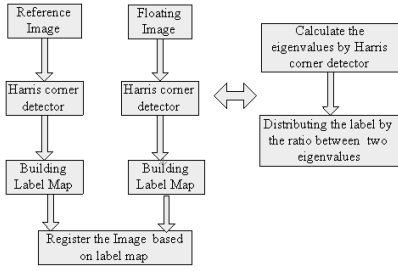 Reference
Image
Floating
Image
Harris corner
detector
Harris corner
detector
Building
Label Map
Building
Label Map
Register the Image based
on label map
Calculate the
eigenvalues by Harris
corner detector
Distributing the label by
the ratio between two
eigenvalues